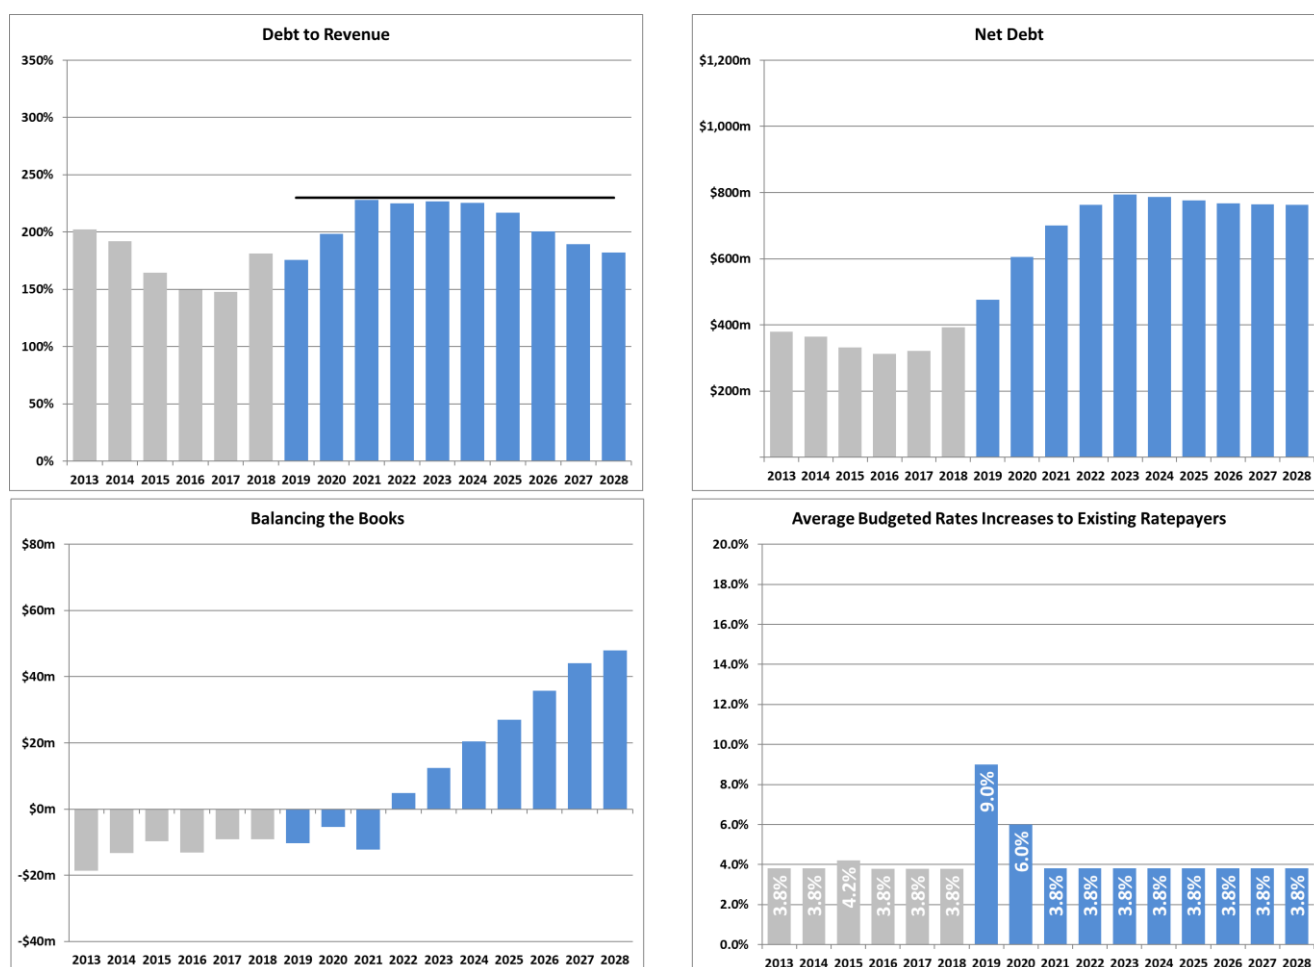 Debt to Revenue
350%
300%
250%
200%
150%
100%
50%
0%
2013 2014 2015 2016 2017 2018 2019 2020 2021 2022 2023 2024 2025 2026 2027 2028
Net Debt
$1,200m
$1,000m
$800m
$600m
$400m
$200m
2013 2014 2015 2016 2017 2018 2019 2020 2021 2022 2023 2024 2025 2026 2027 2028
Balancing the Books
$80m
$60m
$40m
$20m
$0m
-$20m
-$40m
2013 2014 2015 2016 2017 2018 2019 2020 2021 2022 2023 2024 2025 2026 2027 2028
Average Budgeted Rates Increases to Existing Ratepayers
20.0%
18.0%
16.0%
14.0%
12.0%
10.0%
8.0%
6.0%
4.0%
2.0%
0.0%
3.8% 3.8% 4.2% 3.8% 3.8% 3.8% 9.0% 6.0% 3.8% 3.8% 3.8% 3.8% 3.8% 3.8% 3.8% 3.8%
2013 2014 2015 2016 2017 2018 2019 2020 2021 2022 2023 2024 2025 2026 2027 2028